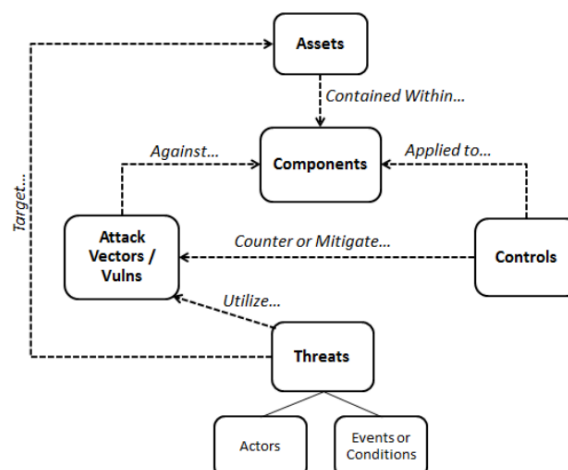 Assets
Contained Within...
Against...
Components
Applied to...
Target...
Attack
Vectors /
Vulns
Counter or Mitigate...
Controls
Utilize...
Threats
Actors
Events or
Conditions